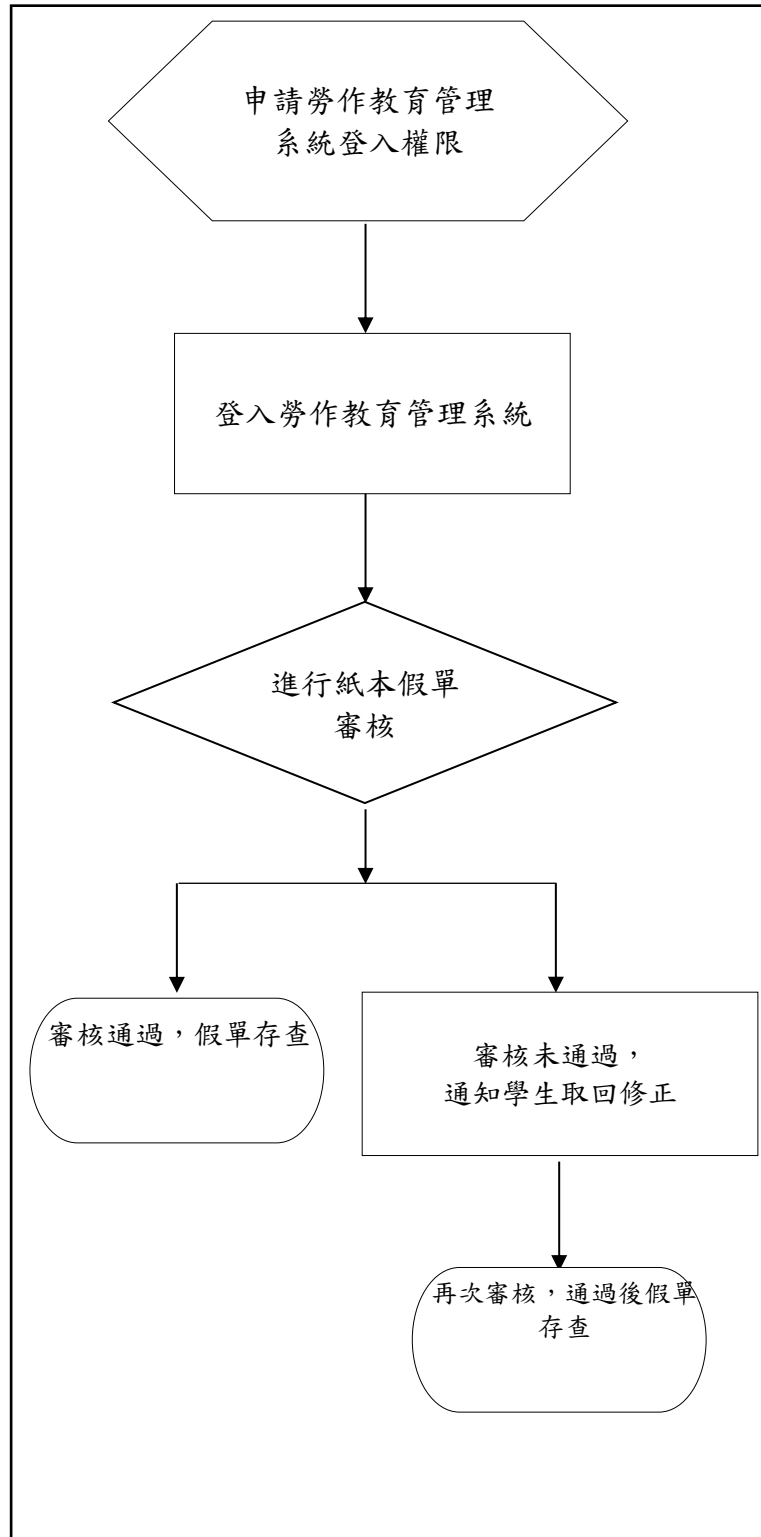 申請勞作教育管理
系統登入權限
登入勞作教育管理系統
進行紙本假單
審核
審核通過，假單存查
審核未通過，
通知學生取回修正
再次審核，通過後假單
存查